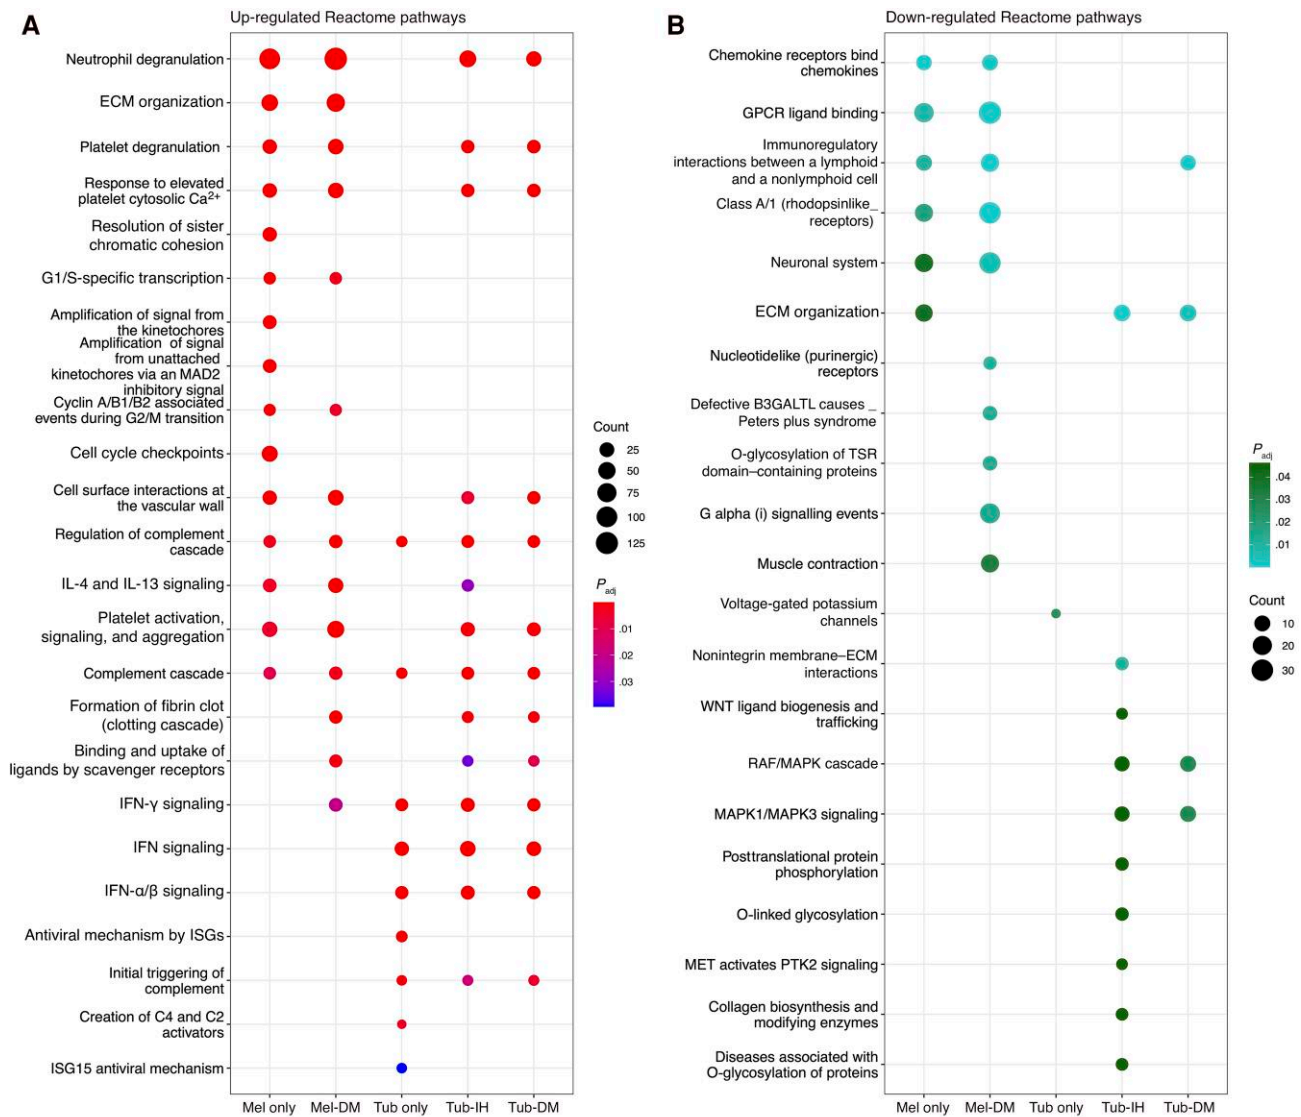 A
Up-regulated Reactome pathways
Neutrophil degranulation
ECM organization
Platelet degranulation
Response to elevated
platelet cytosolic Ca2+
Resolution of sister
chromatic cohesion
G1/S-specific transcription
Amplification of signal from
the kinetochores
Amplification of signal
from unattached
kinetochores via an MAD2
inhibitory signal
Cyclin A/B1/B2 associated
events during G2/M transition
Cell cycle checkpoints
Cell surface interactions at
the vascular wall
Regulation of complement
cascade
IL-4 and IL-13 signaling
Platelet activation,
signaling, and aggregation
Complement cascade
Formation of fibrin clot
(clotting cascade)
Binding and uptake of
ligands by scavenger receptors
IFN-γ signaling
IFN signaling
IFN-α/β signaling
Antiviral mechanism by ISGs
Initial triggering of
complement
Creation of C4 and C2
activators
ISG15 antiviral mechanism
Mel only Mel-DM Tub only Tub-IH Tub-DM
Count
25
50
75
100
125
Padj
.01
.02
.03
B
Down-regulated Reactome pathways
Chemokine receptors bind
chemokines
GPCR ligand binding
Immunoregulatory
interactions between a lymphoid
and a nonlymphoid cell
Class A/1 (rhodopsinlike_
receptors)
Neuronal system
ECM organization
Nucleotidelike (purinergic)
receptors
Defective B3GALTL causes _
Peters plus syndrome
O-glycosylation of TSR
domain–containing proteins
G alpha (i) signalling events
Muscle contraction
Voltage-gated potassium
channels
Nonintegrin membrane–ECM
interactions
WNT ligand biogenesis and
trafficking
RAF/MAPK cascade
MAPK1/MAPK3 signaling
Posttranslational protein
phosphorylation
O-linked glycosylation
MET activates PTK2 signaling
Collagen biosynthesis and
modifying enzymes
Diseases associated with
O-glycosylation of proteins
Mel only Mel-DM Tub only Tub-IH Tub-DM
Padj
.04
.03
.02
.01
Count
10
20
30